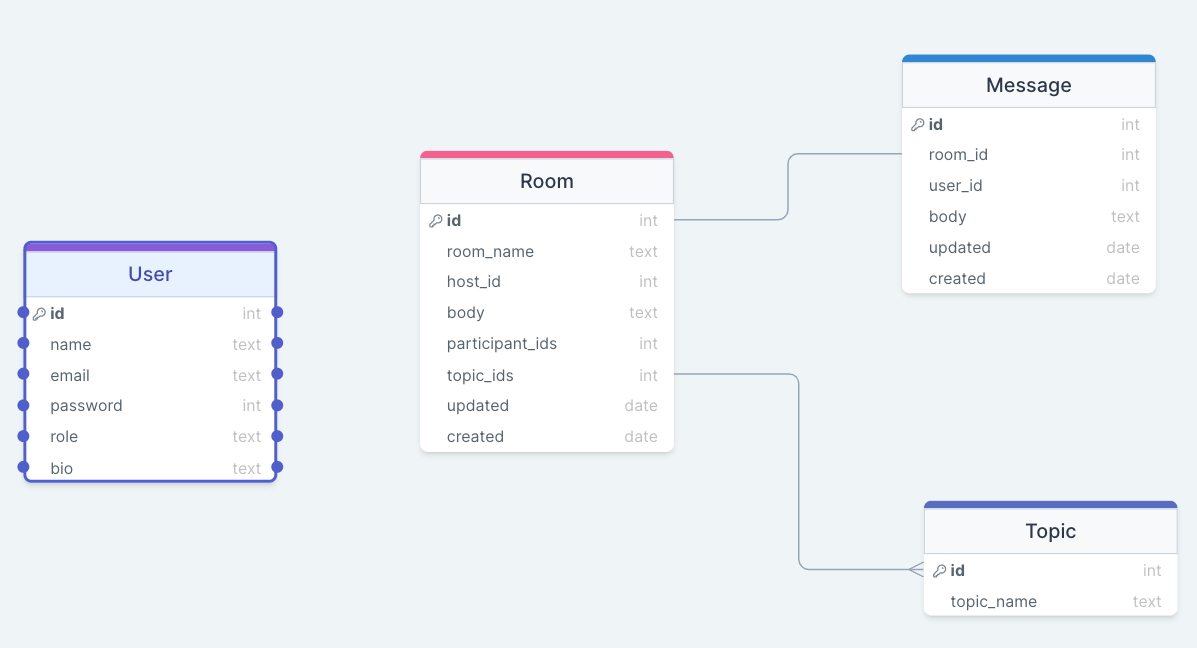 User
id int
name text
email text
password int
role text
bio text
Room
id int
room_name text
host_id int
body text
participant_ids int
topic_ids int
updated date
created date
Message
id int
room_id int
user_id int
body text
updated date
created date
Topic
id int
topic_name text